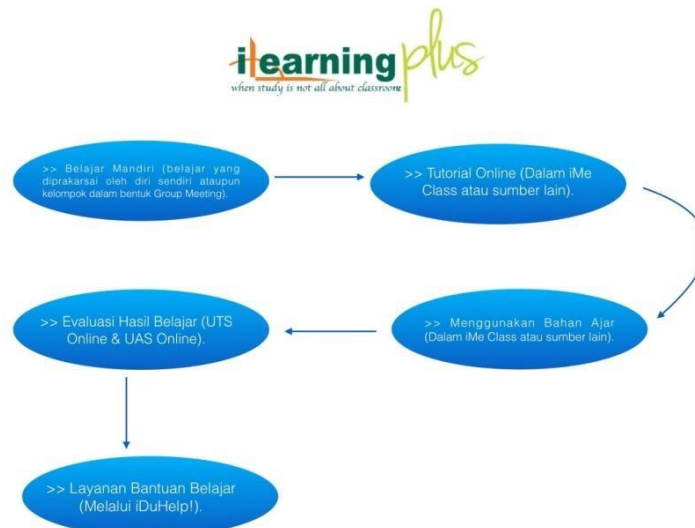 iLearning plus
when study is not all about classroom
>> Belajar Mandiri (belajar yang
diprakarsai oleh diri sendiri ataupun
kelompok dalam bentuk Group Meeting).
>> Tutorial Online (Dalam iMe
Class atau sumber lain).
>> Menggunakan Bahan Ajar
(Dalam iMe Class atau sumber lain).
>> Evaluasi Hasil Belajar (UTS
Online & UAS Online).
>> Layanan Bantuan Belajar
(Melalui iDuHelp!).